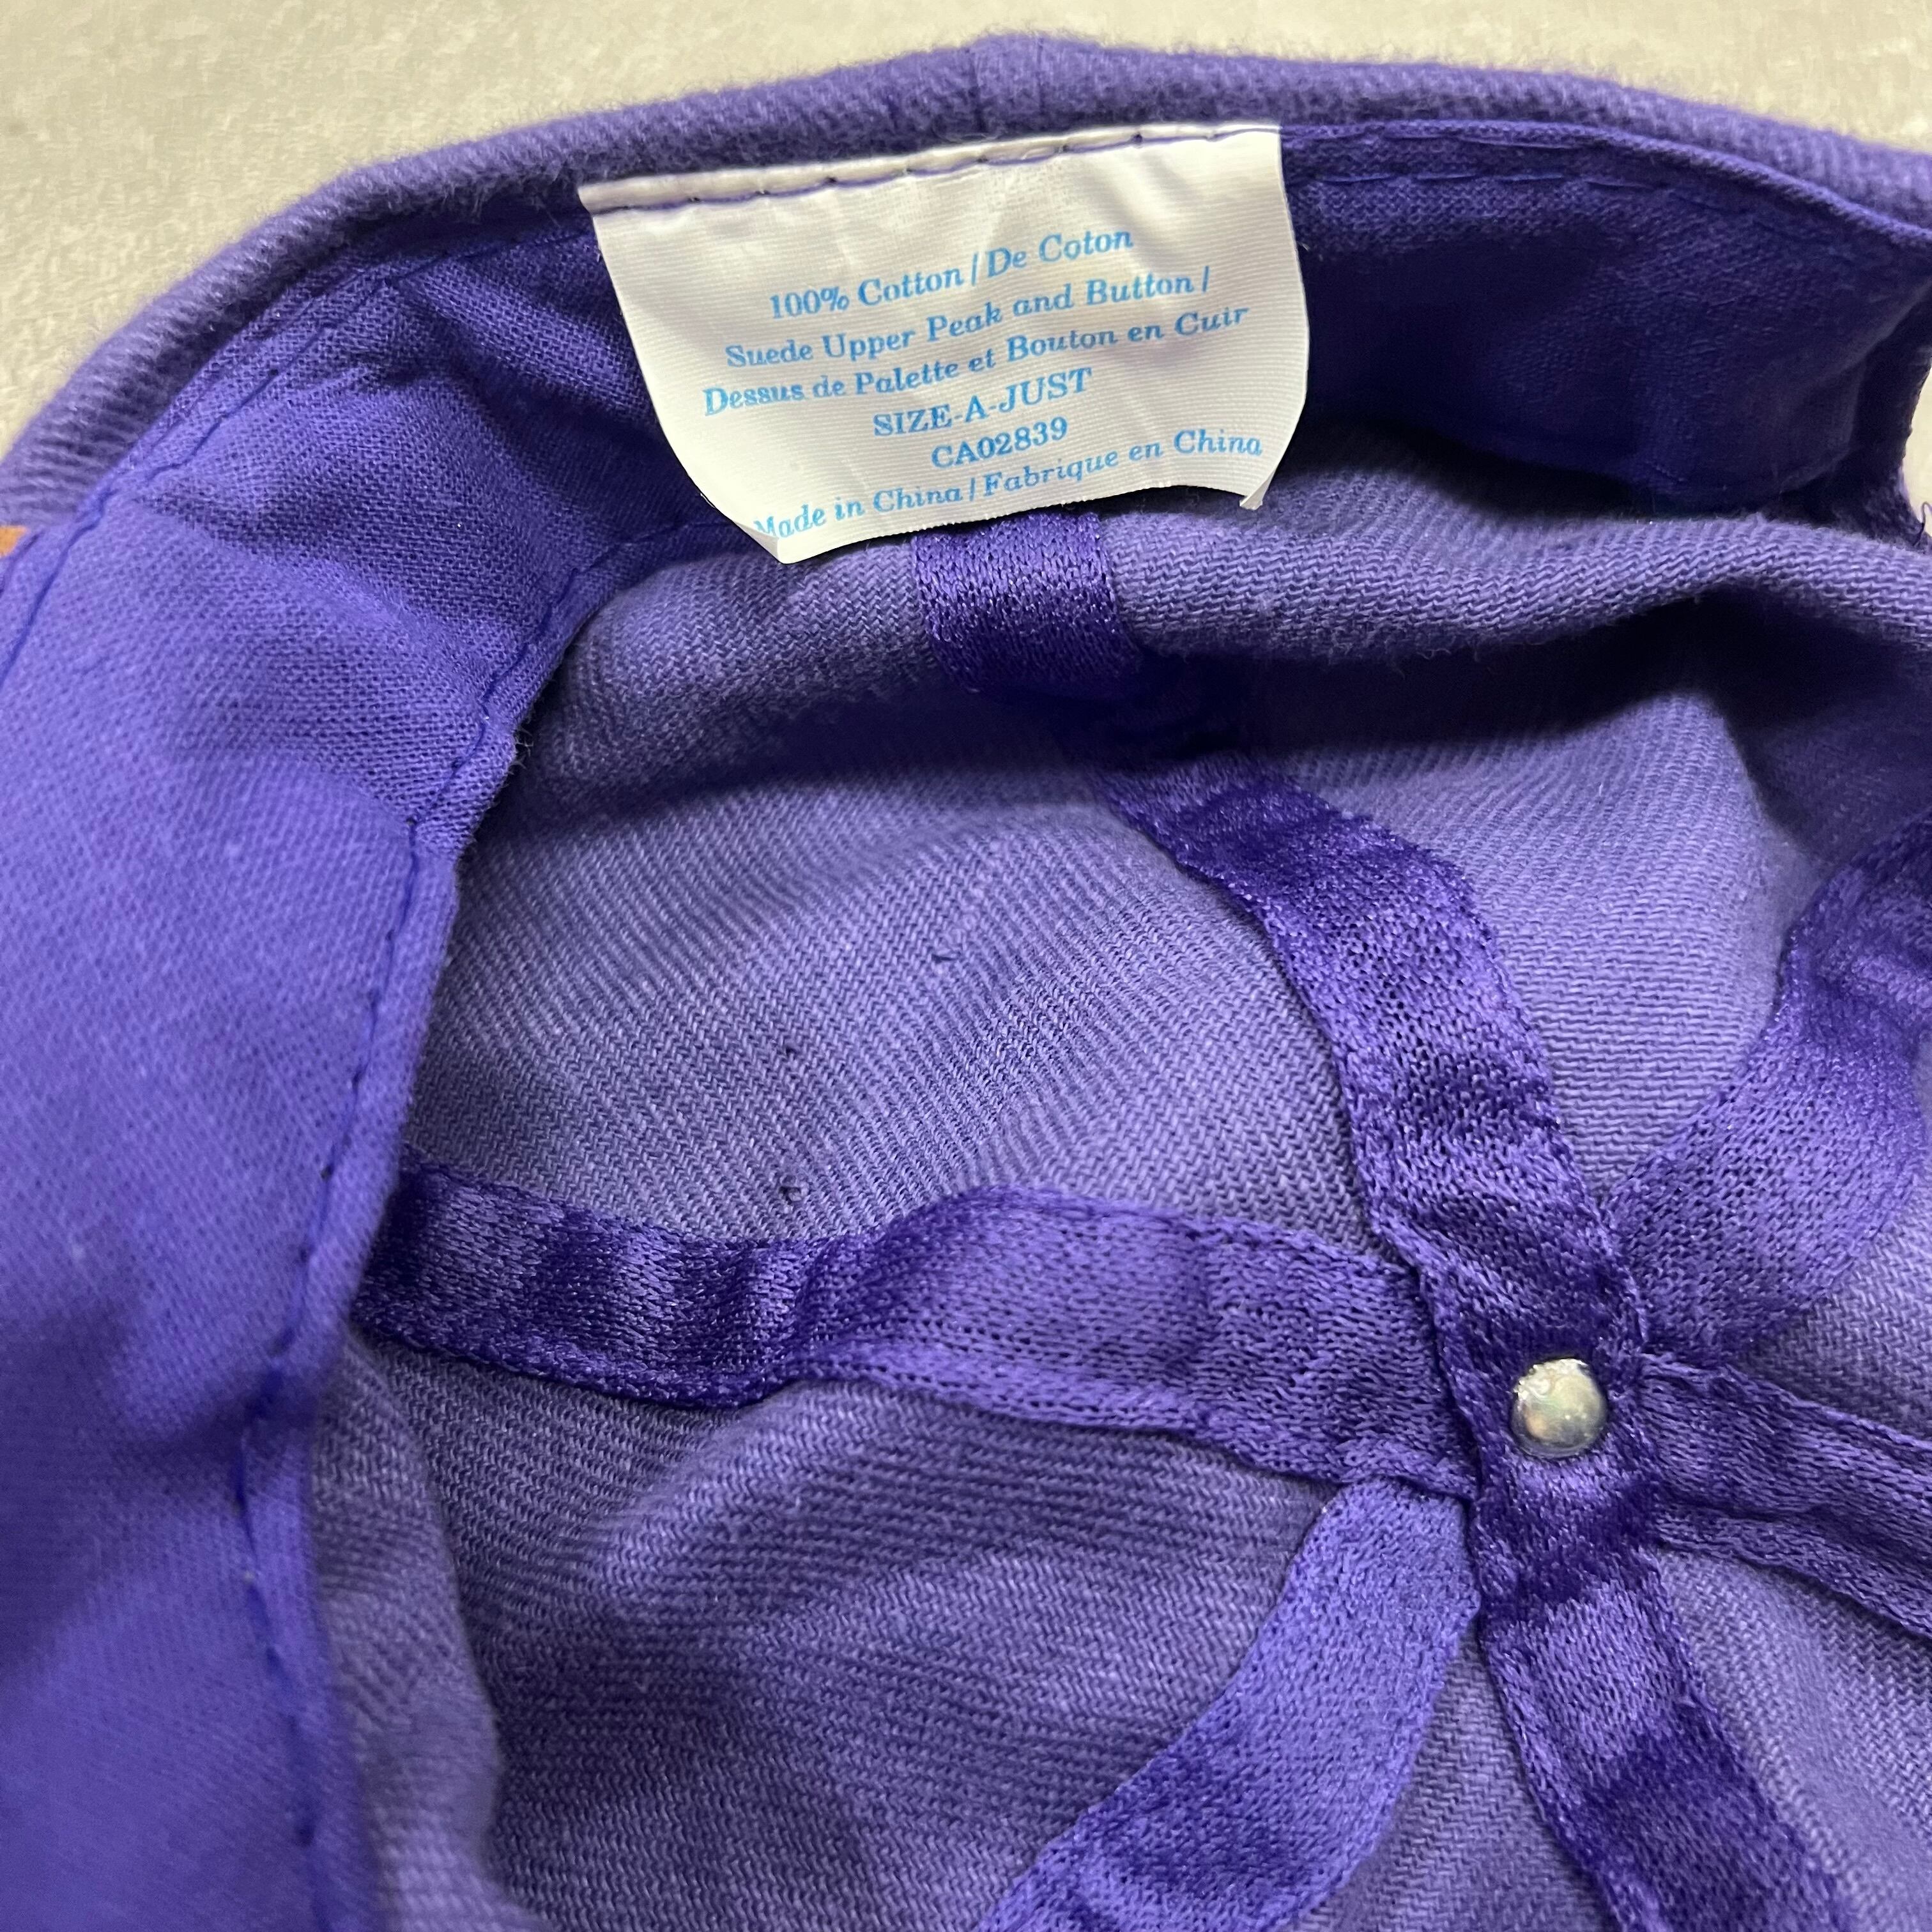 100% Cotton / De Coton
Suede Upper Peak and Button /
Dessus de Palette et Bouton en Cuir
SIZE-A-JUST
CA02839
Made in China / Fabrique en China